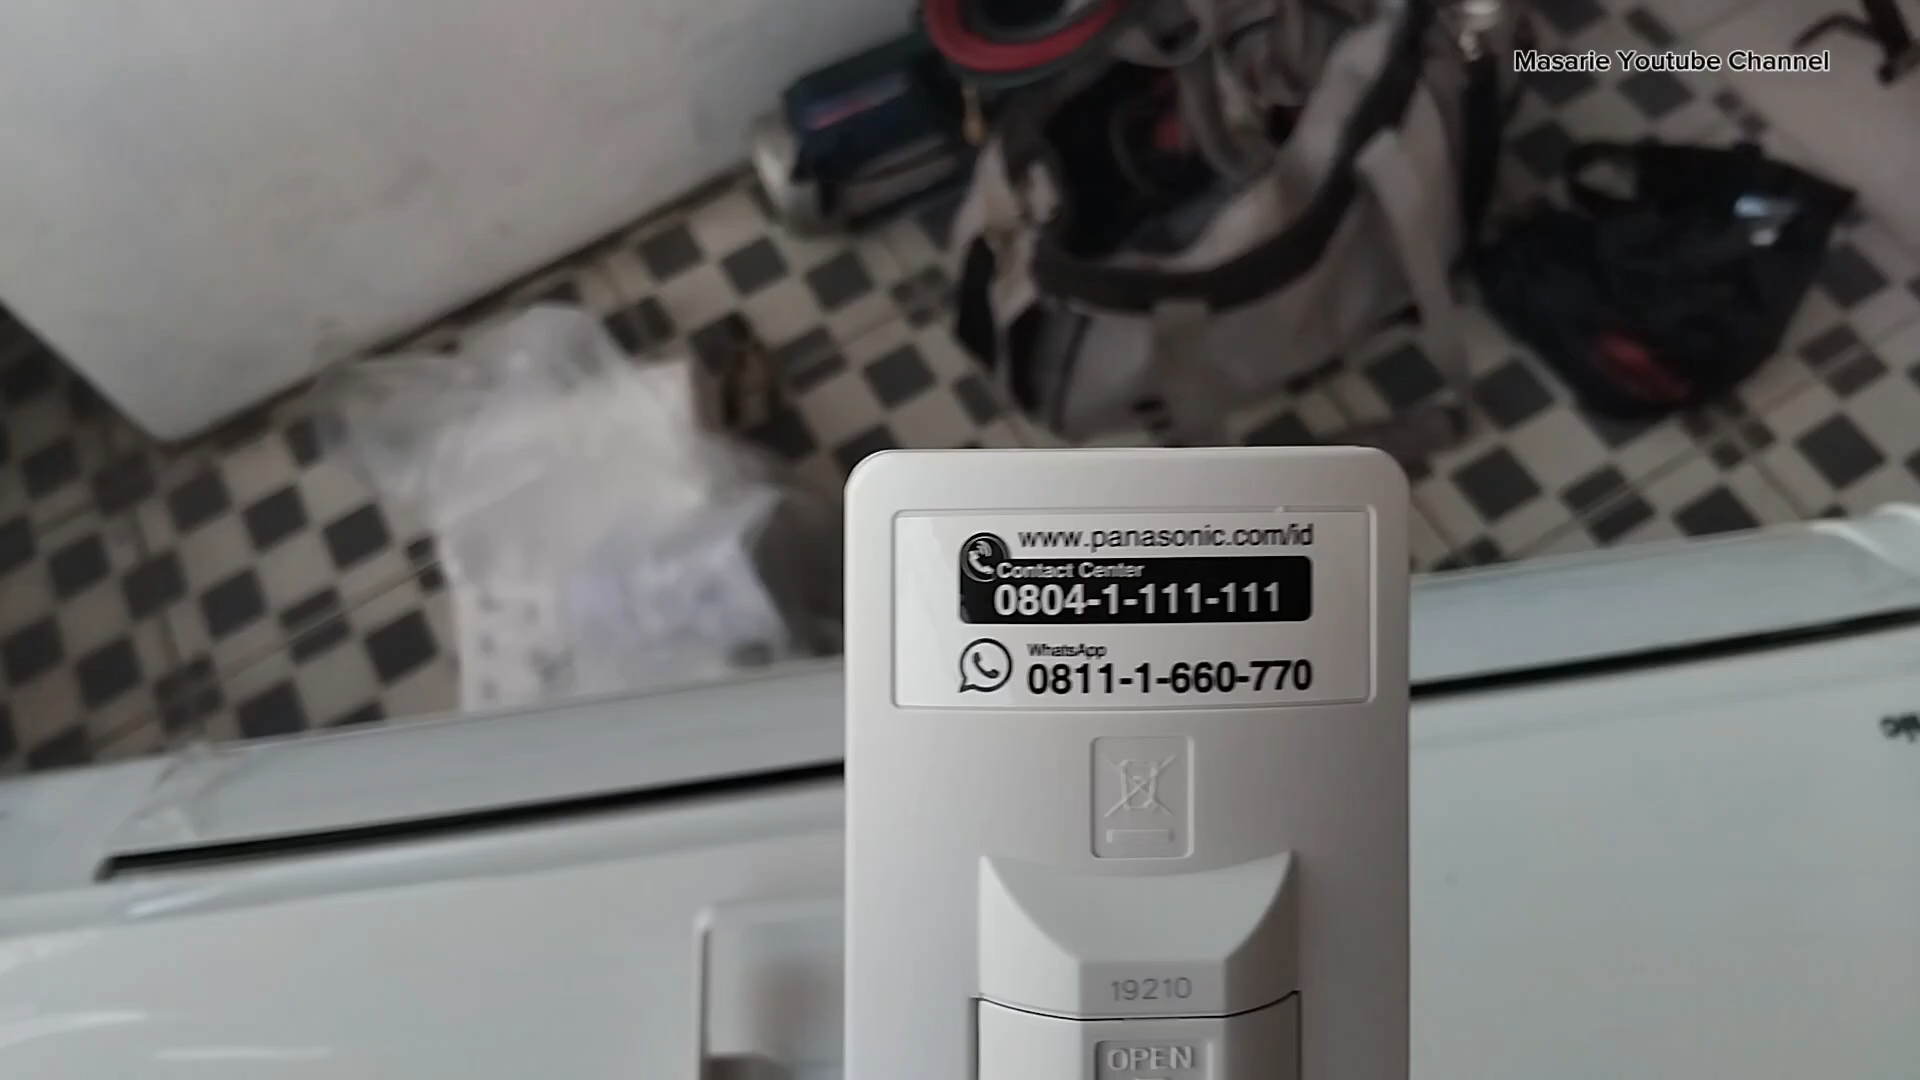 Masarie Youtube Channel
www.panasonic.com/id
Contact Center
0804-1-111-111
WhatsApp
0811-1-660-770
19210
OPEN